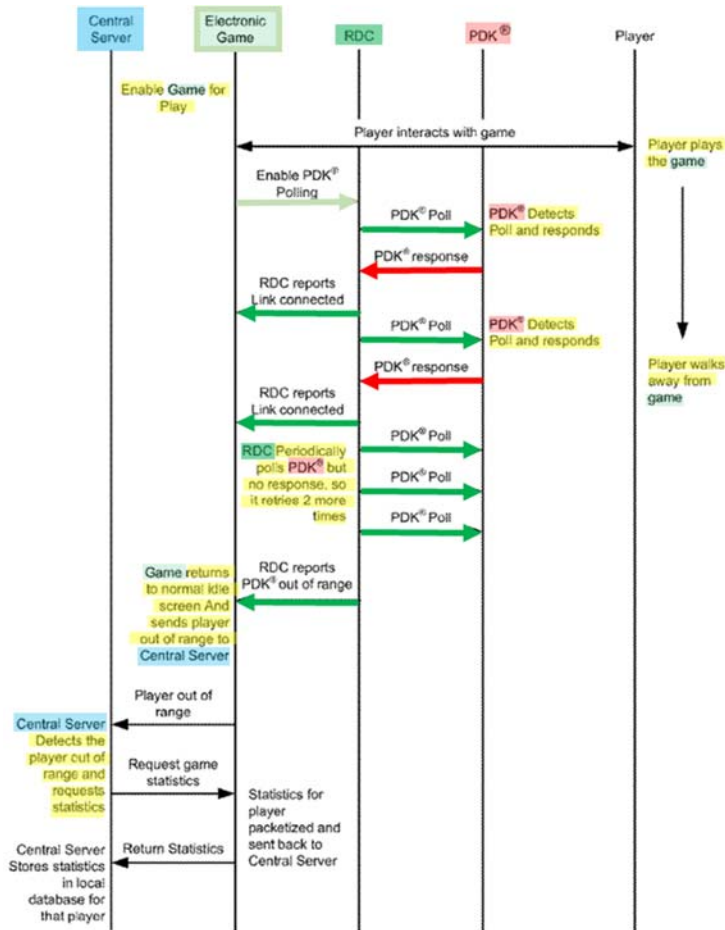 Central
Server
Electronic
Game
RDC
PDK®
Player
Enable Game for
Play
Player interacts with game
Player plays
the game
Enable PDK®
Polling
PDK® Poll
PDK® Detects
Poll and responds
PDK® response
RDC reports
Link connected
PDK® Poll
PDK® Detects
Poll and responds
PDK® response
Player walks
away from
game
RDC reports
Link connected
PDK® Poll
RDC Periodically
polls PDK® but
no response, so
it retries 2 more
times
PDK® Poll
PDK® Poll
RDC reports
PDK® out of range
Game returns
to normal idle
screen And
sends player
out of range to
Central Server
Player out of
range
Central Server
Detects the
player out of
range and
requests
statistics
Request game
statistics
Statistics for
player
packetized and
sent back to
Central Server
Return Statistics
Central Server
Stores statistics
in local
database for
that player